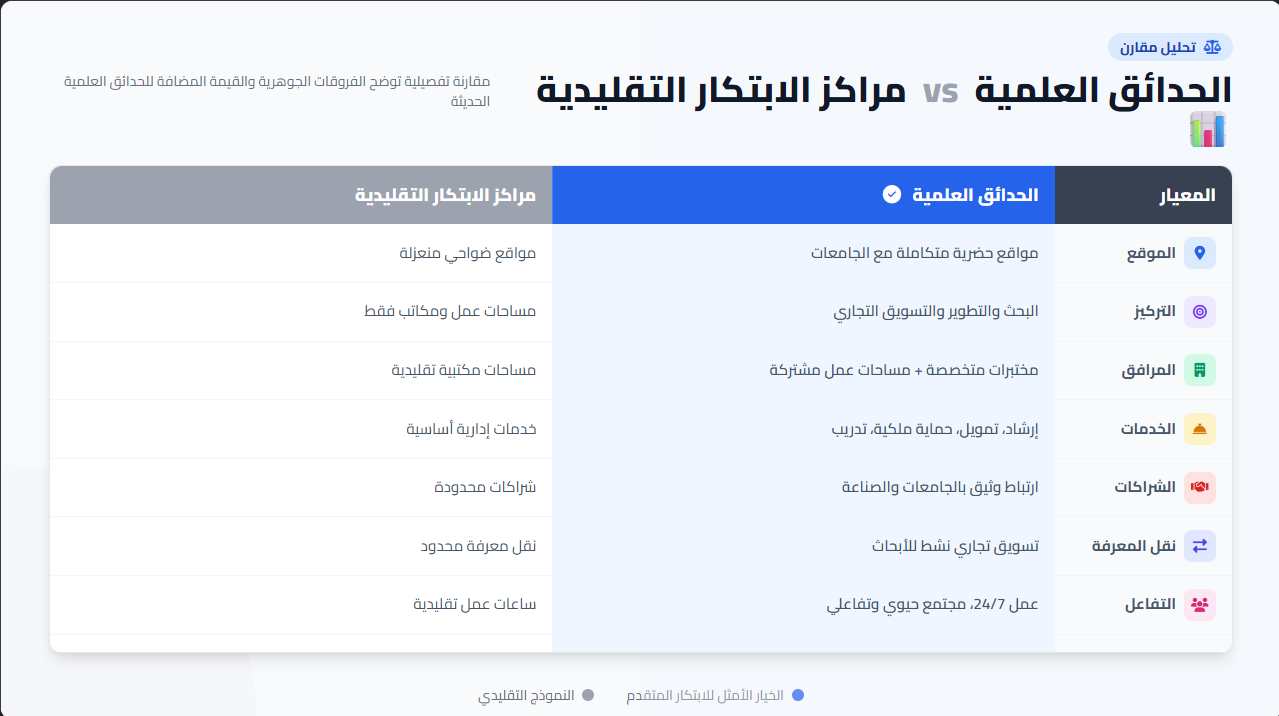 تحليل مقارن
الحدائق العلمية vs مراكز الابتكار التقليدية
مقارنة تفصيلية توضح الفروقات الجوهرية والقيمة المضافة للحدائق العلمية
الحديثة
المعيار الحدائق العلمية مراكز الابتكار التقليدية
الموقع مواقع حضرية متكاملة مع الجامعات مواقع ضواحي منعزلة
التركيز البحث والتطوير والتسويق التجاري مساحات عمل ومكاتب فقط
المرافق مختبرات متخصصة + مساحات عمل مشتركة مساحات مكتبية تقليدية
الخدمات إرشاد، تمويل، حماية ملكية، تدريب خدمات إدارية أساسية
الشراكات ارتباط وثيق بالجامعات والصناعة شراكات محدودة
نقل المعرفة تسويق تجاري نشط للأبحاث نقل معرفة محدود
التفاعل عمل 24/7، مجتمع حيوي وتفاعلي ساعات عمل تقليدية
الخيار الأمثل للابتكار المتقدم النموذج التقليدي